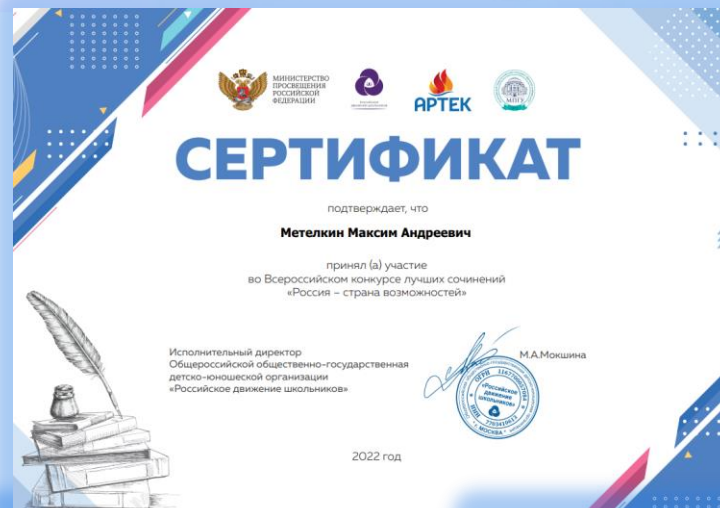 МИНИСТЕРСТВО
ПРОСВЕЩЕНИЯ
РОССИЙСКОЙ
ФЕДЕРАЦИИ
АРТЕК
МПГУ
СЕРТИФИКАТ
подтверждает, что
Метелкин Максим Андреевич
принял (а) участие
во Всероссийском конкурсе лучших сочинений
«Россия – страна возможностей»
Исполнительный директор
Общероссийской общественно-государственная
детско-юношеской организации
«Российское движение школьников»
М.А.Мокшина
«Российское
движение
школьников»
МОСКВА
2022 год